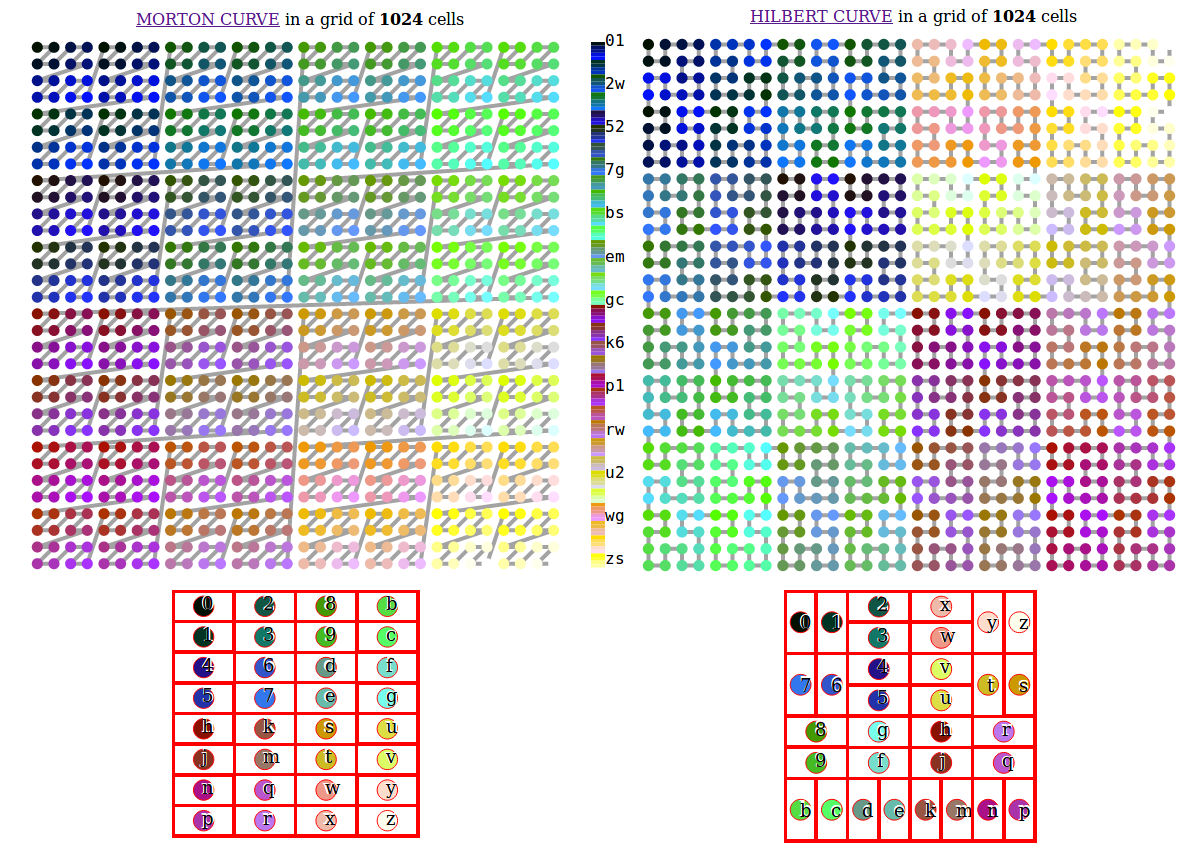 MORTON CURVE in a grid of 1024 cells
HILBERT CURVE in a grid of 1024 cells
01
2w
52
7g
bs
em
gc
k6
p1
rw
u2
wg
zs
0 2 8 b
1 3 9 c
4 6 d f
5 7 e g
h k s u
j m t v
n q w y
p r x z
0 1 2 x y z
3 w
7 6 4 v t s
5 u
8 g h r
9 f j q
b c d e k m n p